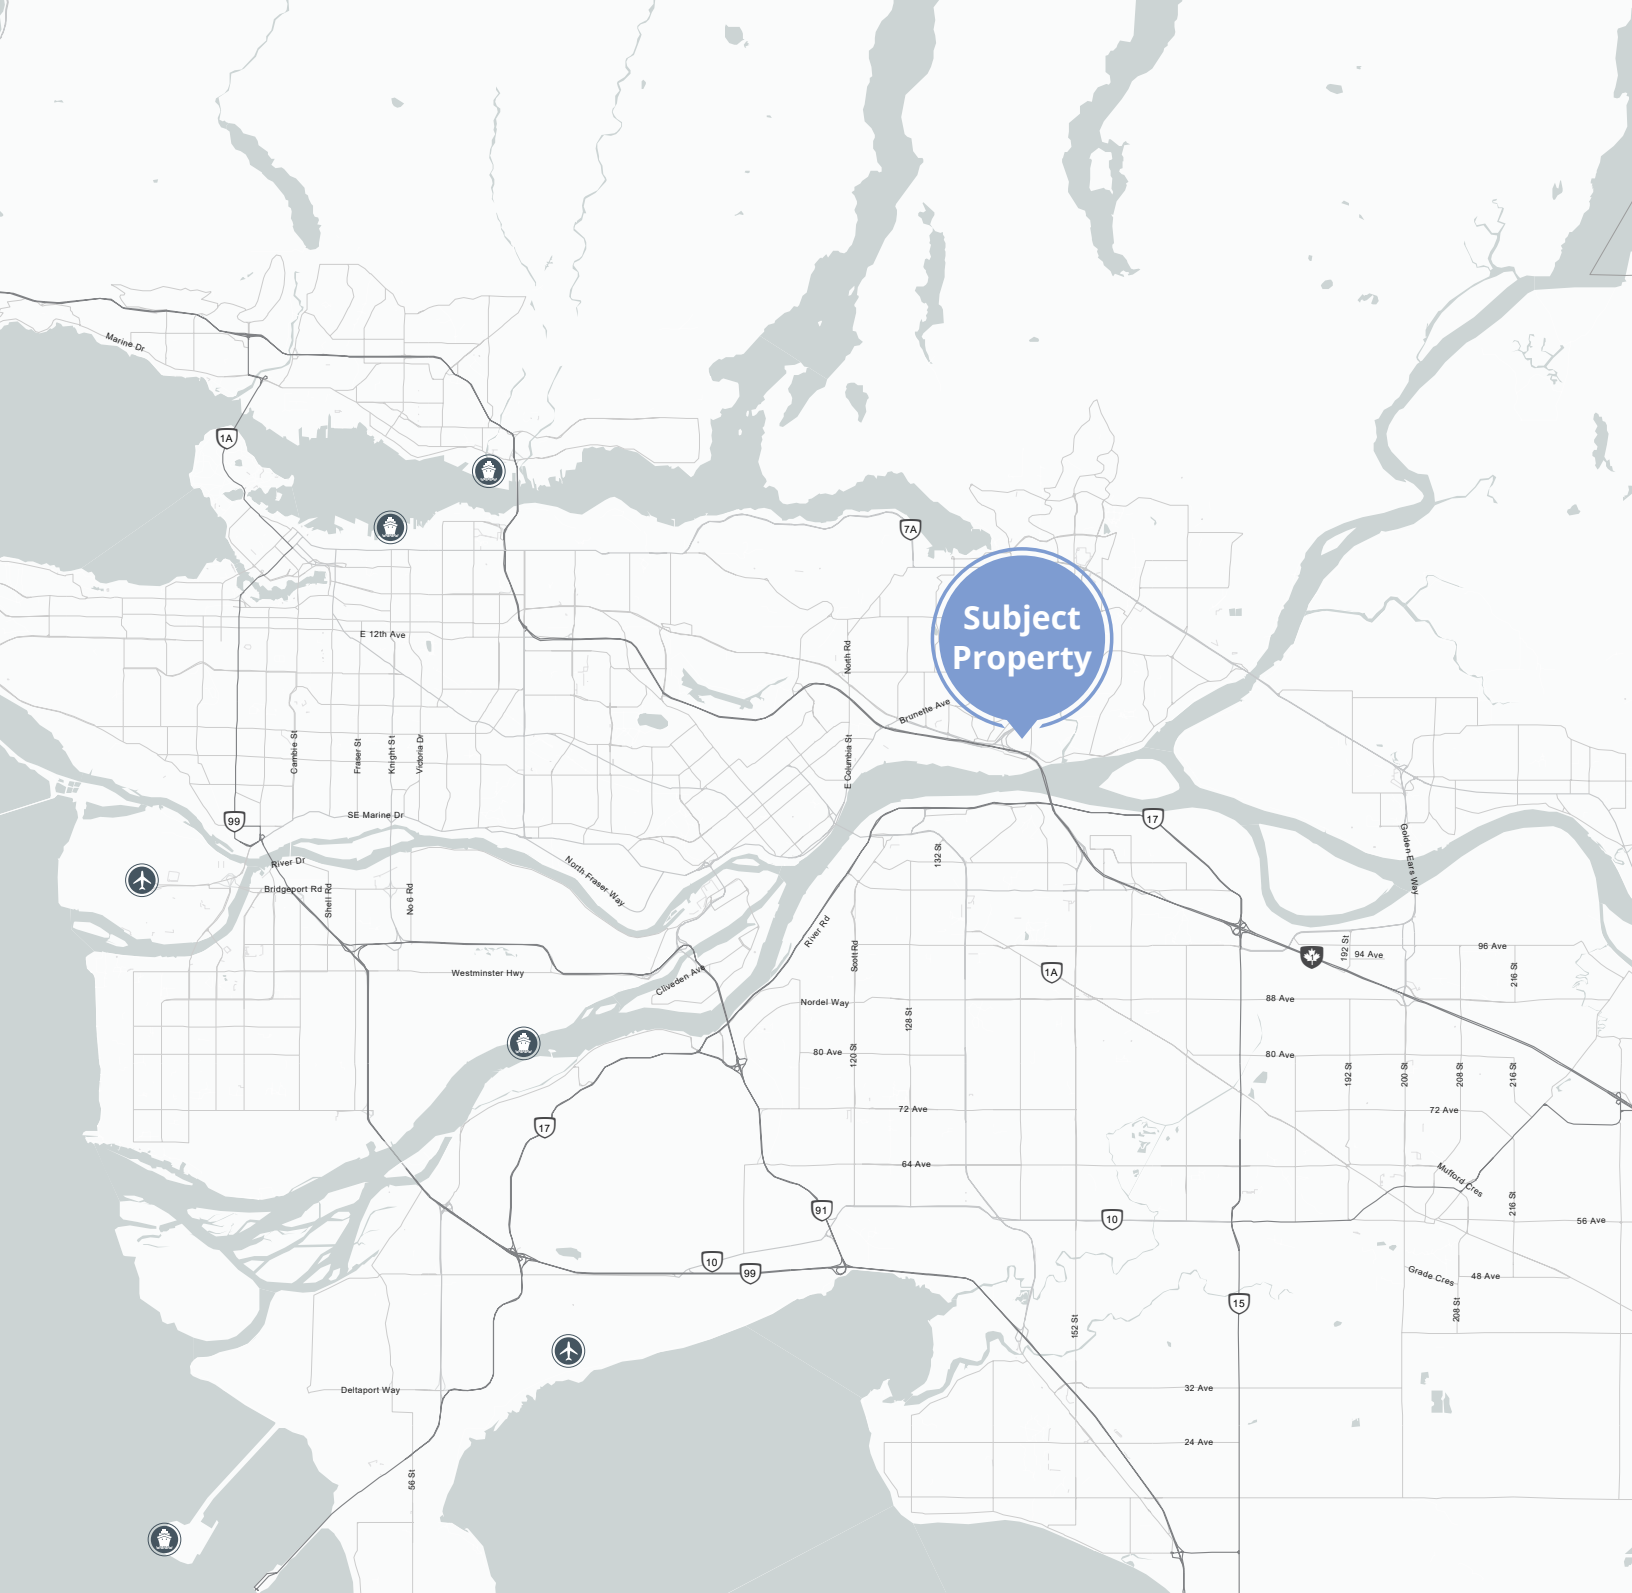 Marine Dr
1A
7A
Subject
Property
E 12th Ave
North Rd
Brunette Ave
Cambie St
Fraser St
Knight St
Victoria Dr
E Columbia St
SE Marine Dr
99
17
River Dr
Bridgeport Rd
Shell Rd
No 6 Rd
North Fraser Way
132 St
Golden Ears Way
River Rd
Scott Rd
Westminster Hwy
Cliveden Ave
1A
1
192 St
94 Ave
96 Ave
216 St
Nordel Way
88 Ave
128 St
80 Ave
120 St
80 Ave
192 St
200 St
208 St
216 St
17
72 Ave
72 Ave
64 Ave
Mufford Cres
91
10
216 St
56 Ave
10
99
Grade Cres
48 Ave
15
208 St
152 St
Deltaport Way
32 Ave
24 Ave
56 St